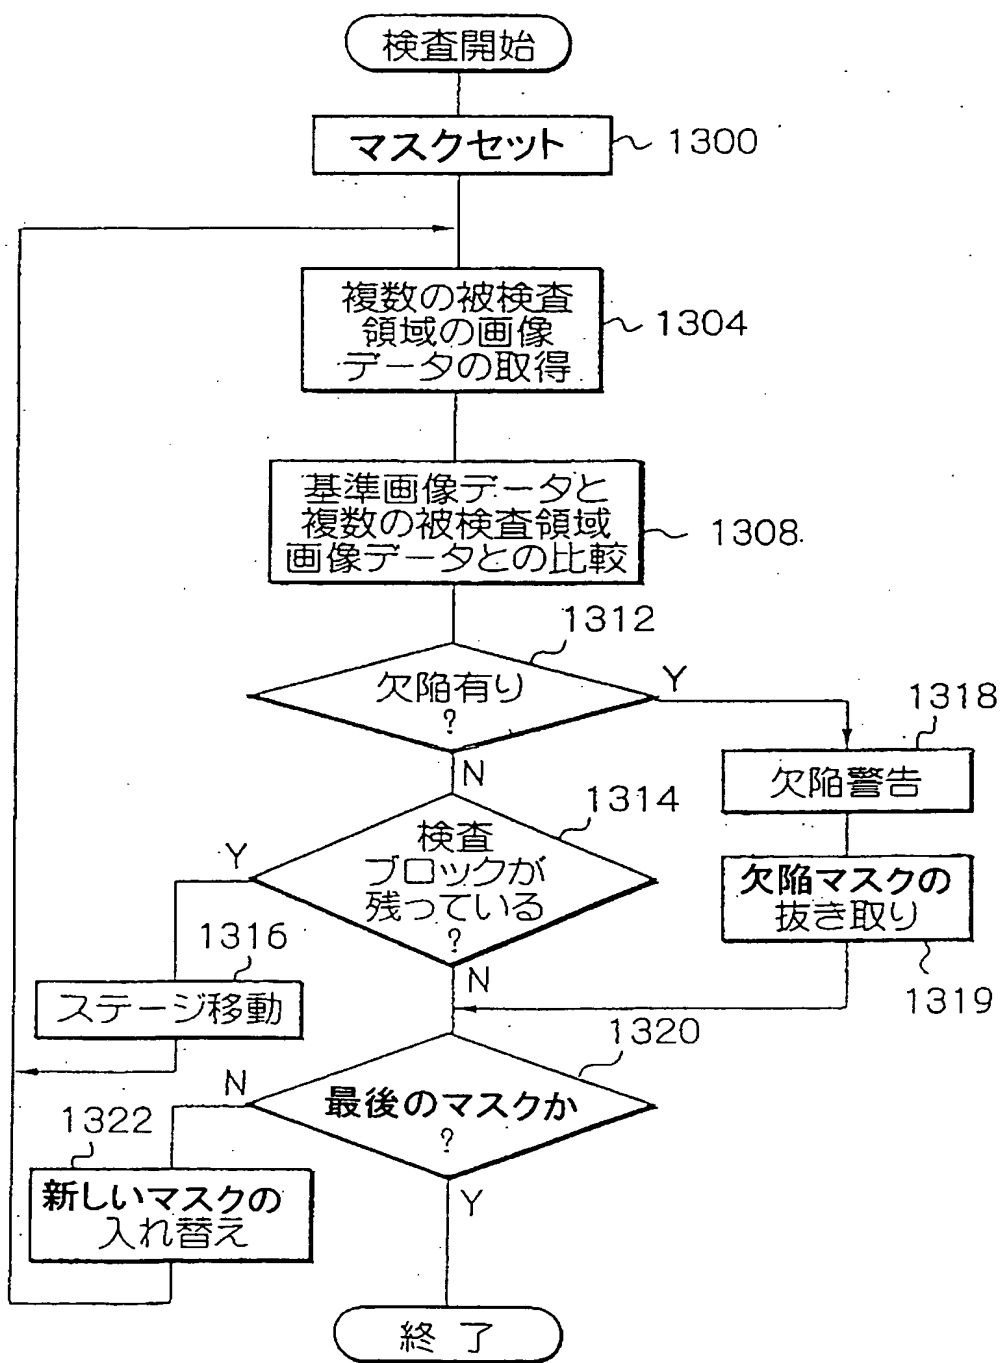 検査開始
マスクセット
1300
複数の被検査
領域の画像
データの取得
1304
基準画像データと
複数の被検査領域
画像データとの比較
1308
1312
欠陥有り
?
Y
N
1318
欠陥警告
1314
検査
ブロックが
残っている
?
Y
N
欠陥マスクの
抜き取り
1319
1316
ステージ移動
1320
最後のマスクか
?
N
Y
1322
新しいマスクの
入れ替え
終了